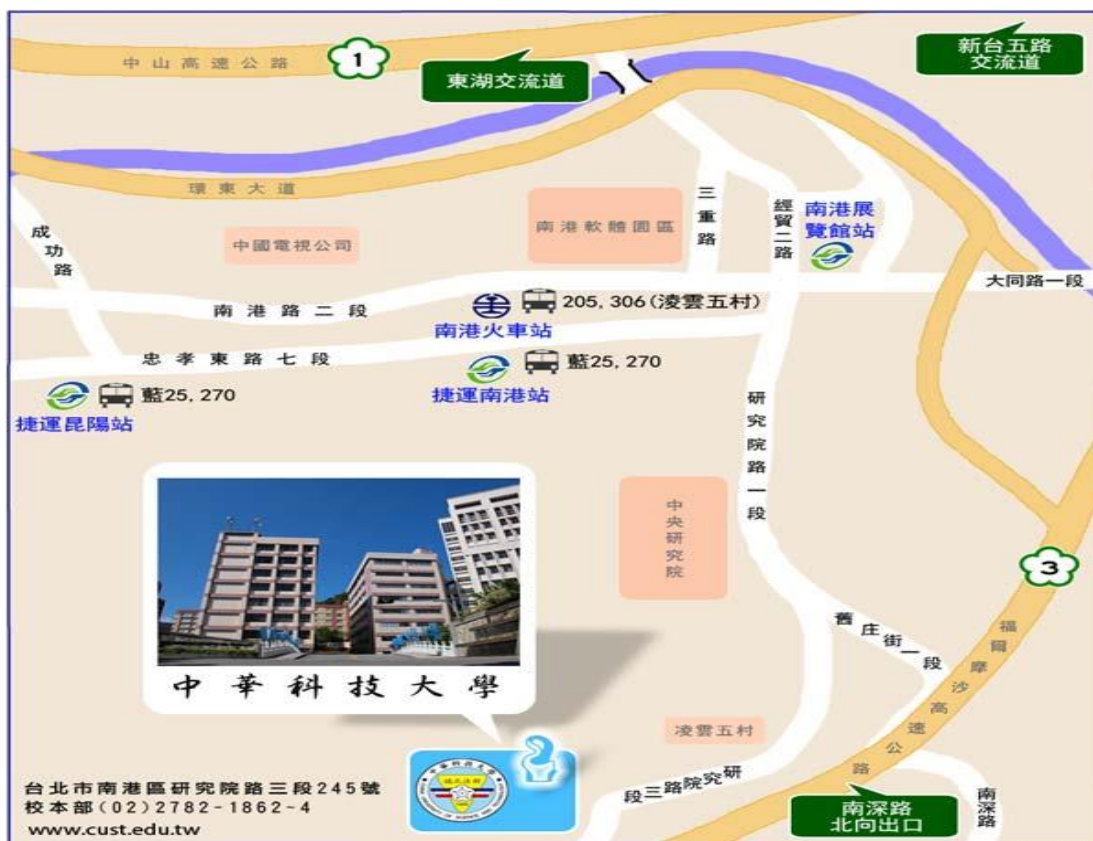 新台五路
交流道
中山高速公路
1
東湖交流道
環東大道
三重路
經貿二路
南港展
覽館站
成功路
中國電視公司
南港軟體園區
大同路一段
南港路二段
205, 306 (淩雲五村)
南港火車站
忠孝東路七段
藍25, 270
捷運南港站
藍25, 270
捷運昆陽站
研究院路一段
中央研究院
3
舊庄街一段
福爾摩沙高速公路
中華科技大學
凌雲五村
研究院路三段
南深路
北向出口
南深路
台北市南港區研究院路三段245號
校本部(02)2782-1862~4
www.cust.edu.tw